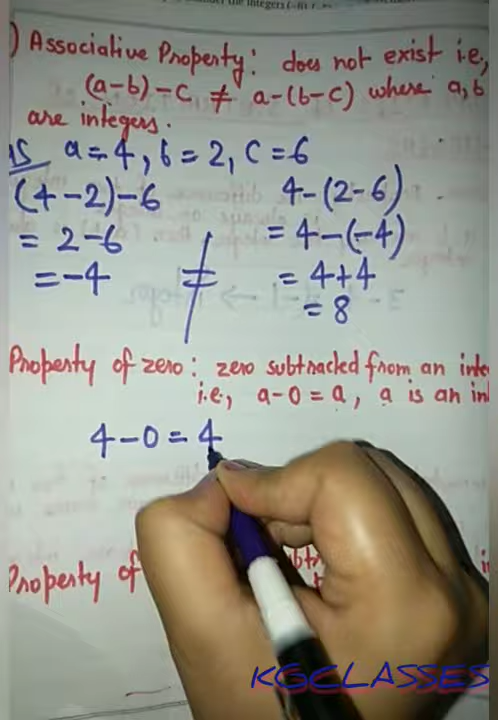 ) Associative Property: does not exist i.e,
(a-b)-c ≠ a-(b-c) where a, b
are integers.
a=4, b=2, c=6
(4-2)-6 4-(2-6)
= 2-6 = 4-(-4)
= -4 ≠ = 4+4
= 8
Property of zero: zero subtracted from an inte
i.e, a-0=a, a is an in
4-0=4
Property of
KGCLASSES